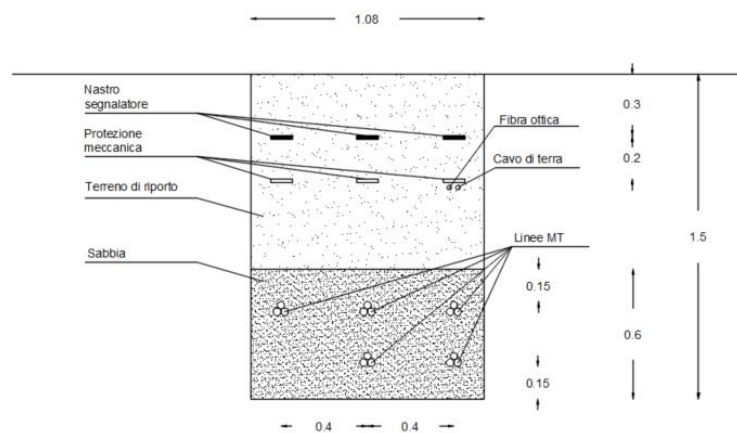 1.08
Nastro
segnalatore
Fibra ottica
0.3
Protezione
meccanica
0.2
Cavo di terra
Terreno di riporto
Linee MT
1.5
Sabbia
0.15
0.6
0.15
0.4
0.4